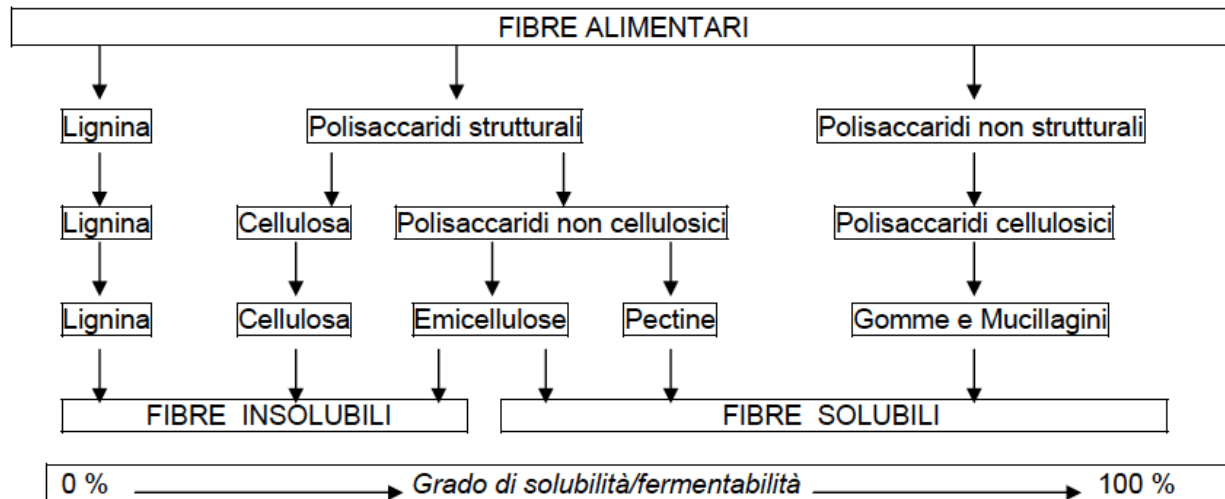 FIBRE ALIMENTARI
Lignina Polisaccaridi strutturali Polisaccaridi non strutturali
Lignina Cellulosa Polisaccaridi non cellulosici Polisaccaridi cellulosici
Lignina Cellulosa Emicellulose Pectine Gomme e Mucillagini
FIBRE INSOLUBILI FIBRE SOLUBILI
0 % Grado di solubilità/fermentabilità 100 %